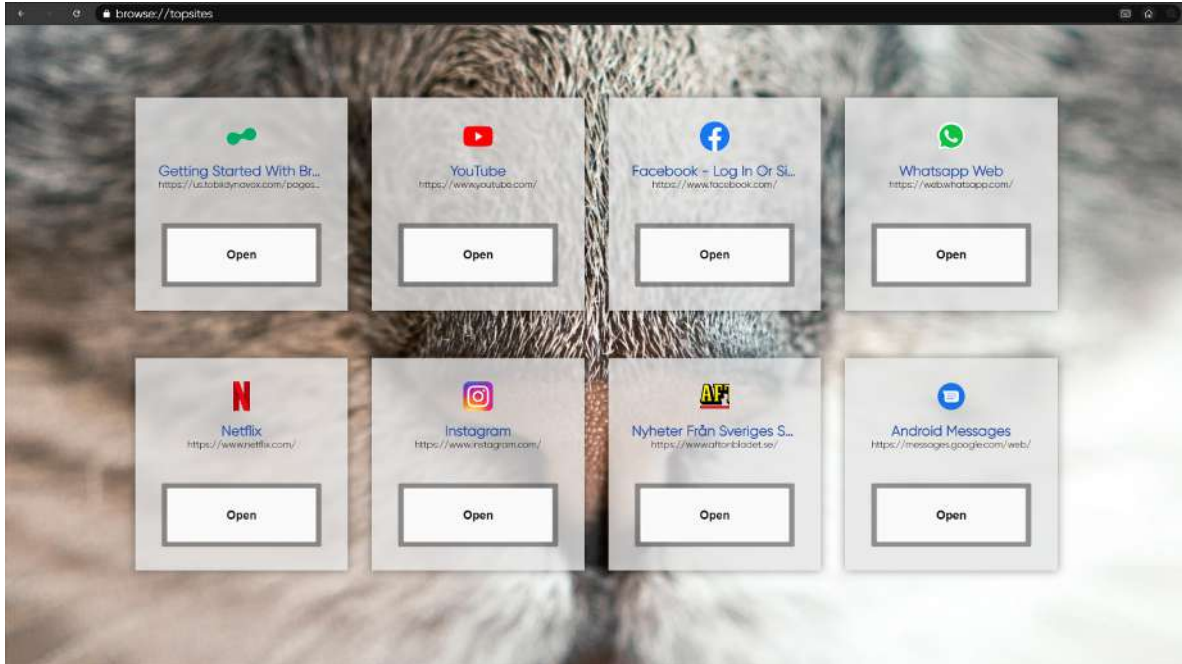 browse://topsites
Getting Started With Br...
https://us.tobiidynavox.com/pages...
Open
YouTube
https://www.youtube.com/
Open
Facebook - Log In Or Si...
https://www.facebook.com/
Open
Whatsapp Web
https://web.whatsapp.com/
Open
N
Netflix
https://www.netflix.com/
Open
Instagram
https://www.instagram.com/
Open
AFT
Nyheter Från Sveriges S...
https://www.aftonbladet.se/
Open
Android Messages
https://messages.google.com/web/
Open